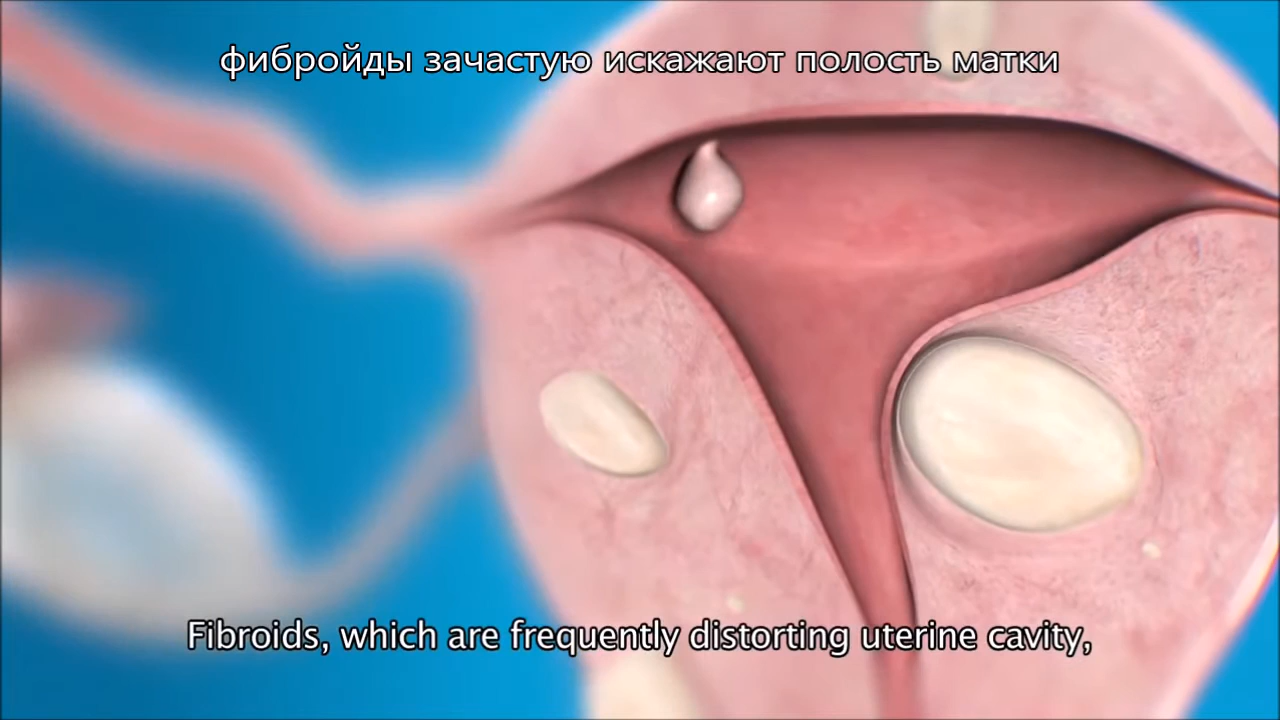 фибройды зачастую искажают полость матки
Fibroids, which are frequently distorting uterine cavity,